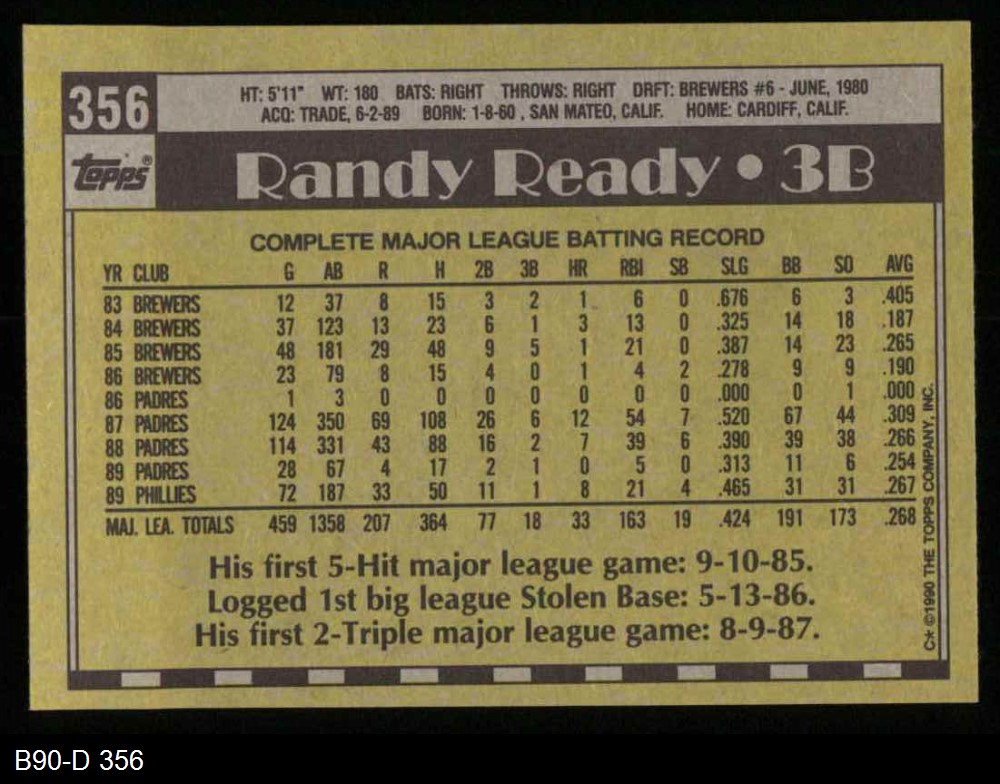 356
HT: 5'11" WT: 180 BATS: RIGHT THROWS: RIGHT DRFT: BREWERS #6 - JUNE, 1980
ACQ: TRADE, 6-2-89 BORN: 1-8-60 , SAN MATEO, CALIF. HOME: CARDIFF, CALIF.
Topps®
Randy Ready • 3B
COMPLETE MAJOR LEAGUE BATTING RECORD
YR CLUB G AB R H 2B 3B HR RBI SB SLG BB SO AVG
83 BREWERS 12 37 8 15 3 2 1 6 0 .676 6 3 .405
84 BREWERS 37 123 13 23 6 1 3 13 0 .325 14 18 .187
85 BREWERS 48 181 29 48 9 5 1 21 0 .387 14 23 .265
86 BREWERS 23 79 8 15 4 0 1 4 2 .278 9 9 .190
86 PADRES 1 3 0 0 0 0 0 0 0 .000 0 1 .000
87 PADRES 124 350 69 108 26 6 12 54 7 .520 67 44 .309
88 PADRES 114 331 43 88 16 2 7 39 6 .390 39 38 .266
89 PADRES 28 67 4 17 2 1 0 5 0 .313 11 6 .254
89 PHILLIES 72 187 33 50 11 1 8 21 4 .465 31 31 .267
MAJ. LEA. TOTALS 459 1358 207 364 77 18 33 163 19 .424 191 173 .268
His first 5-Hit major league game: 9-10-85.
Logged 1st big league Stolen Base: 5-13-86.
His first 2-Triple major league game: 8-9-87.
C* ©1990 THE TOPPS COMPANY, INC.
B90-D 356